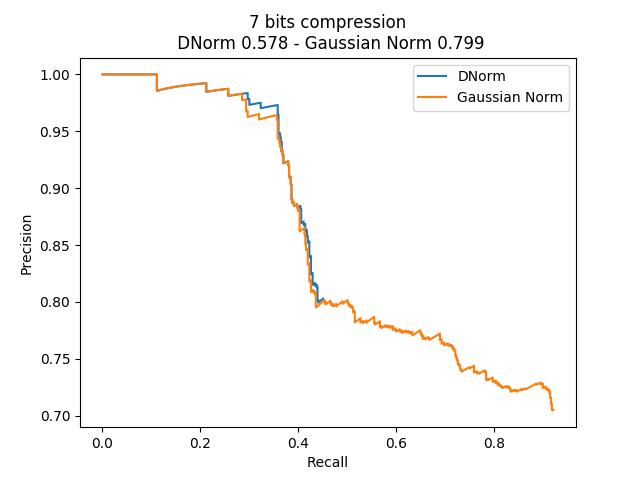 7 bits compression
DNorm 0.578 - Gaussian Norm 0.799
DNorm
Gaussian Norm
Precision
1.00
0.95
0.90
0.85
0.80
0.75
0.70
0.0 0.2 0.4 0.6 0.8
Recall